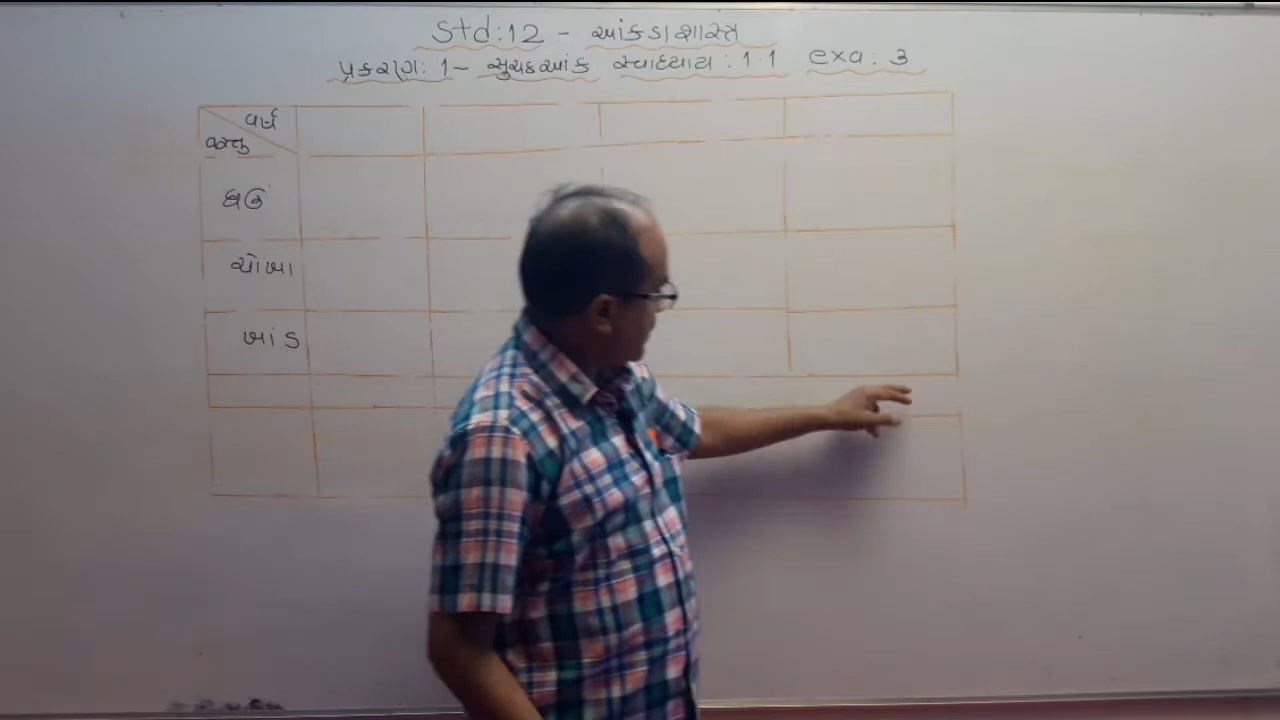 Std:12 - આંકડાશાસ્ત્ર
પ્રકરણ: 1 - સુચકઆંક સ્વાધ્યાય: 1.1 exa: 3
વર્ષ
વસ્તુ
ઘઉં
ચોખા
ખાંડ